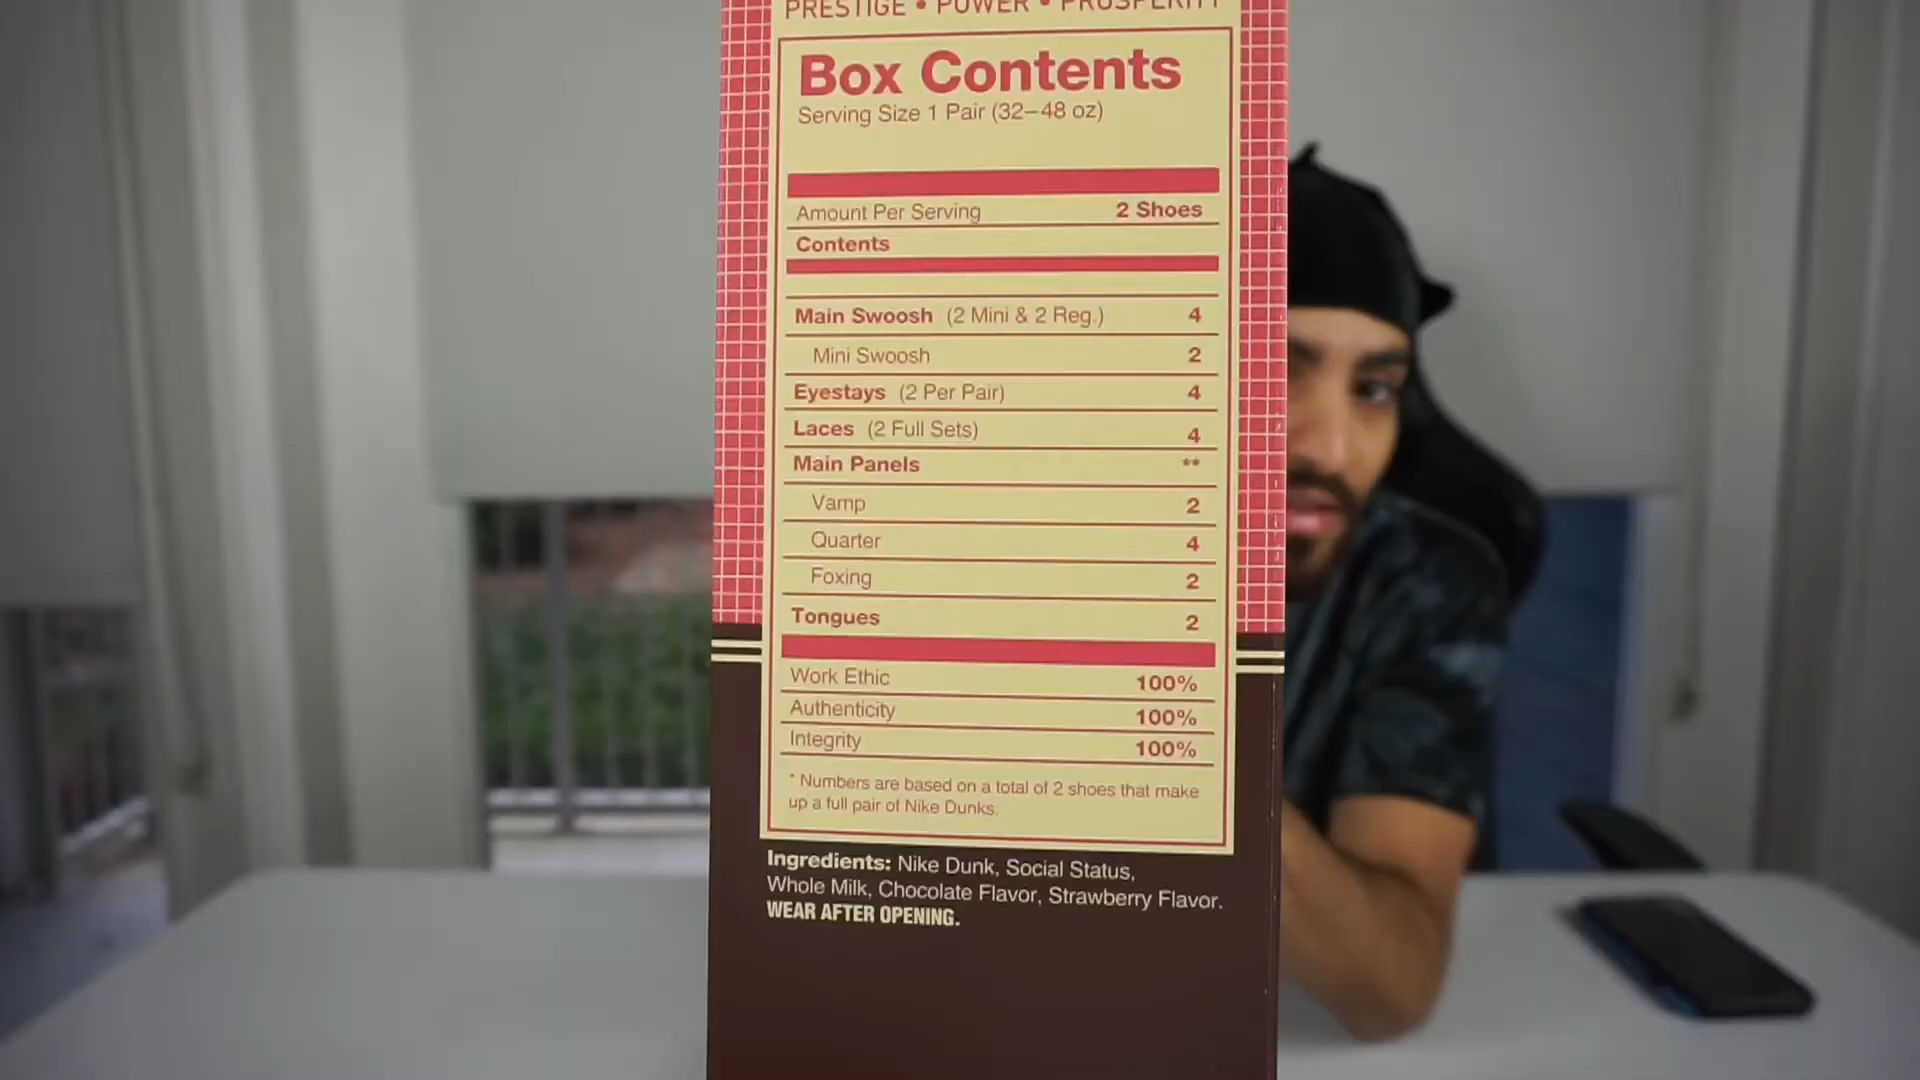 PRESTIGE • POWER • PROSPERITY
Box Contents
Serving Size 1 Pair (32–48 oz)
Amount Per Serving 2 Shoes
Contents
Main Swoosh (2 Mini & 2 Reg.) 4
Mini Swoosh 2
Eyestays (2 Per Pair) 4
Laces (2 Full Sets) 4
Main Panels **
Vamp 2
Quarter 4
Foxing 2
Tongues 2
Work Ethic 100%
Authenticity 100%
Integrity 100%
* Numbers are based on a total of 2 shoes that make
up a full pair of Nike Dunks.
Ingredients: Nike Dunk, Social Status,
Whole Milk, Chocolate Flavor, Strawberry Flavor.
WEAR AFTER OPENING.